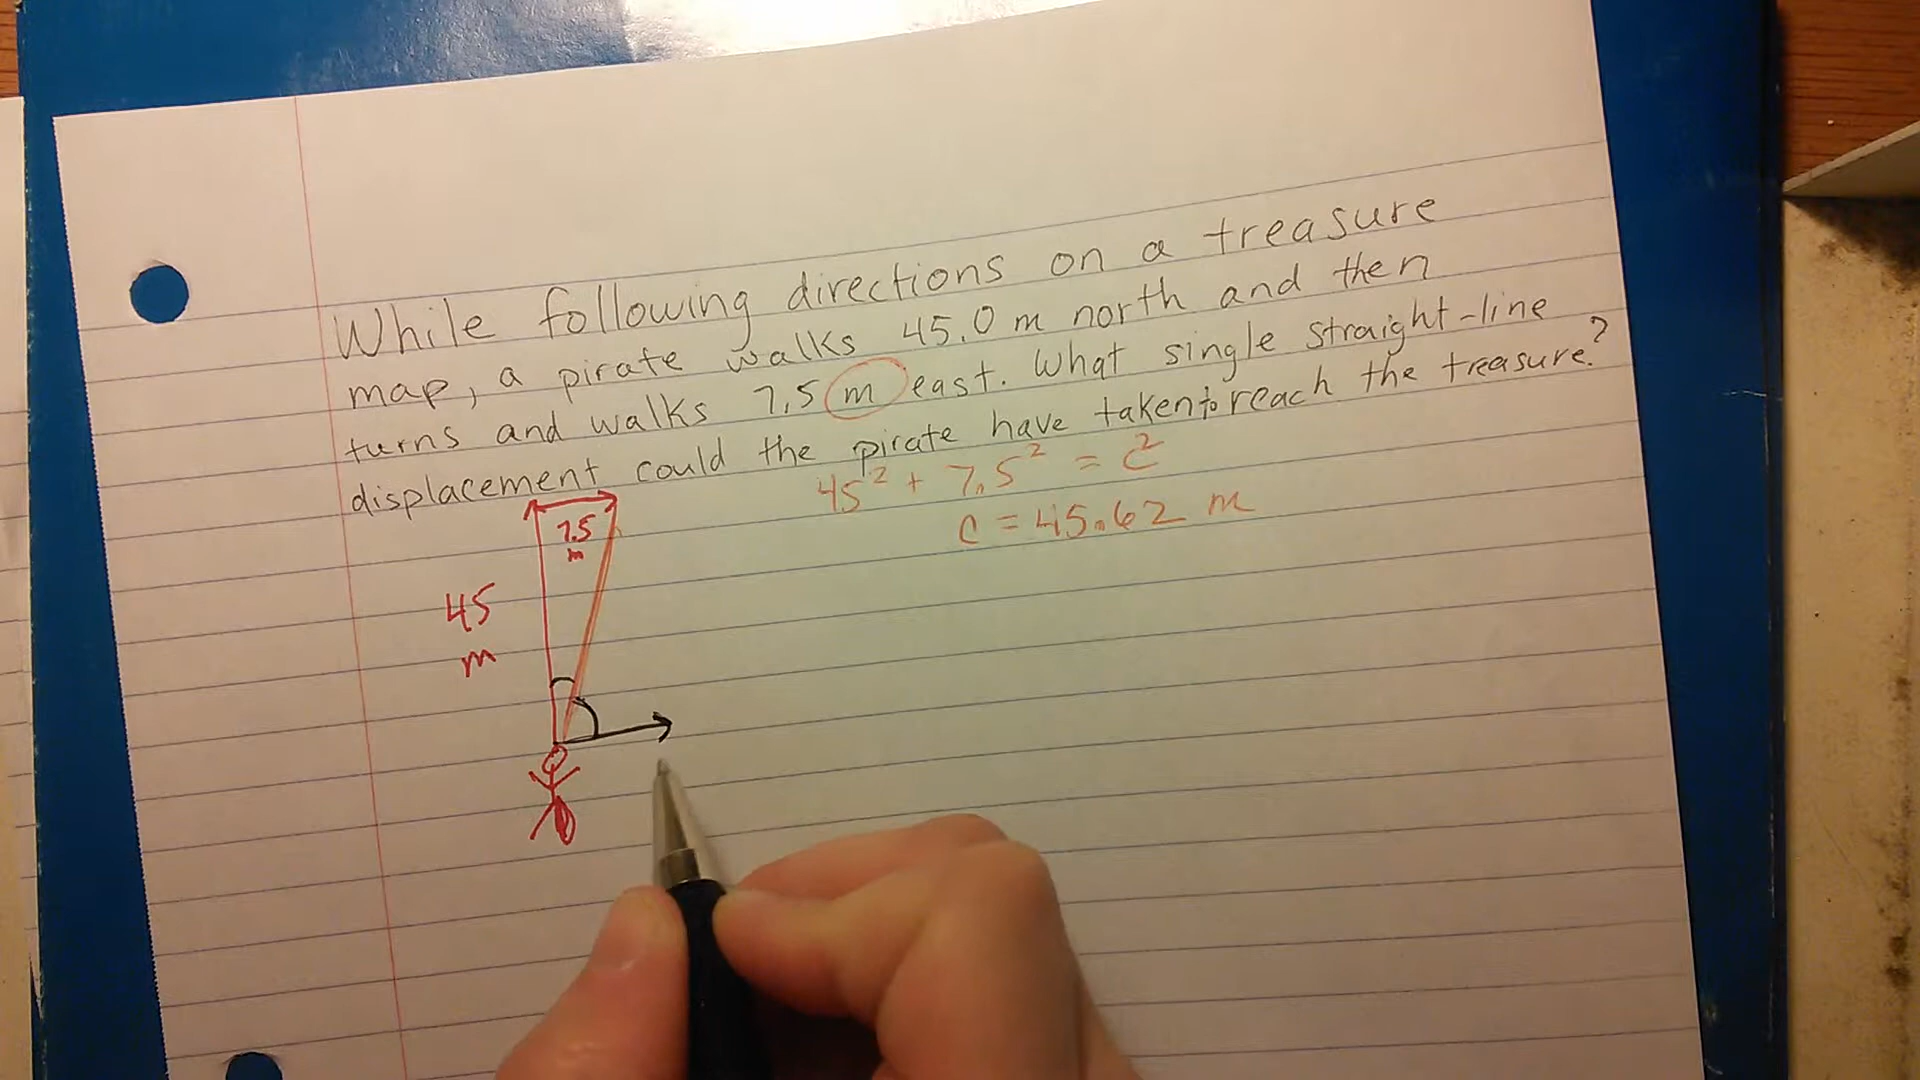 While following directions on a treasure
map, a pirate walks 45.0 m north and then
turns and walks 7.5 m east. What single straight-line
displacement could the pirate have taken to reach the treasure?
45² + 7.5² = c²
c = 45.62 m
7.5
m
45
m